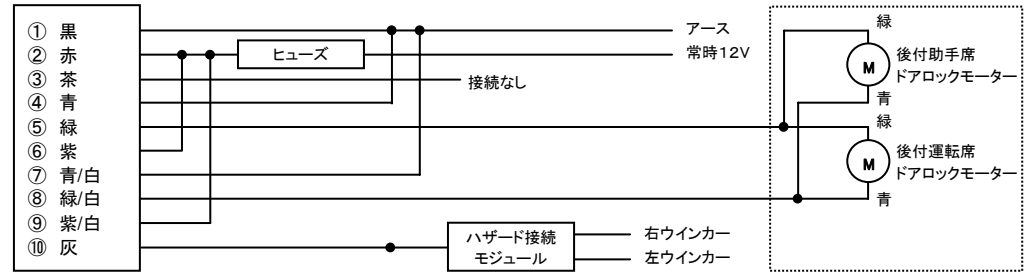 ① 黒
② 赤
③ 茶
④ 青
⑤ 緑
⑥ 紫
⑦ 青/白
⑧ 緑/白
⑨ 紫/白
⑩ 灰
ヒューズ
アース
常時12V
接続なし
ハザード接続
モジュール
右ウインカー
左ウインカー
緑
M
後付助手席
ドアロックモーター
青
緑
M
後付運転席
ドアロックモーター
青